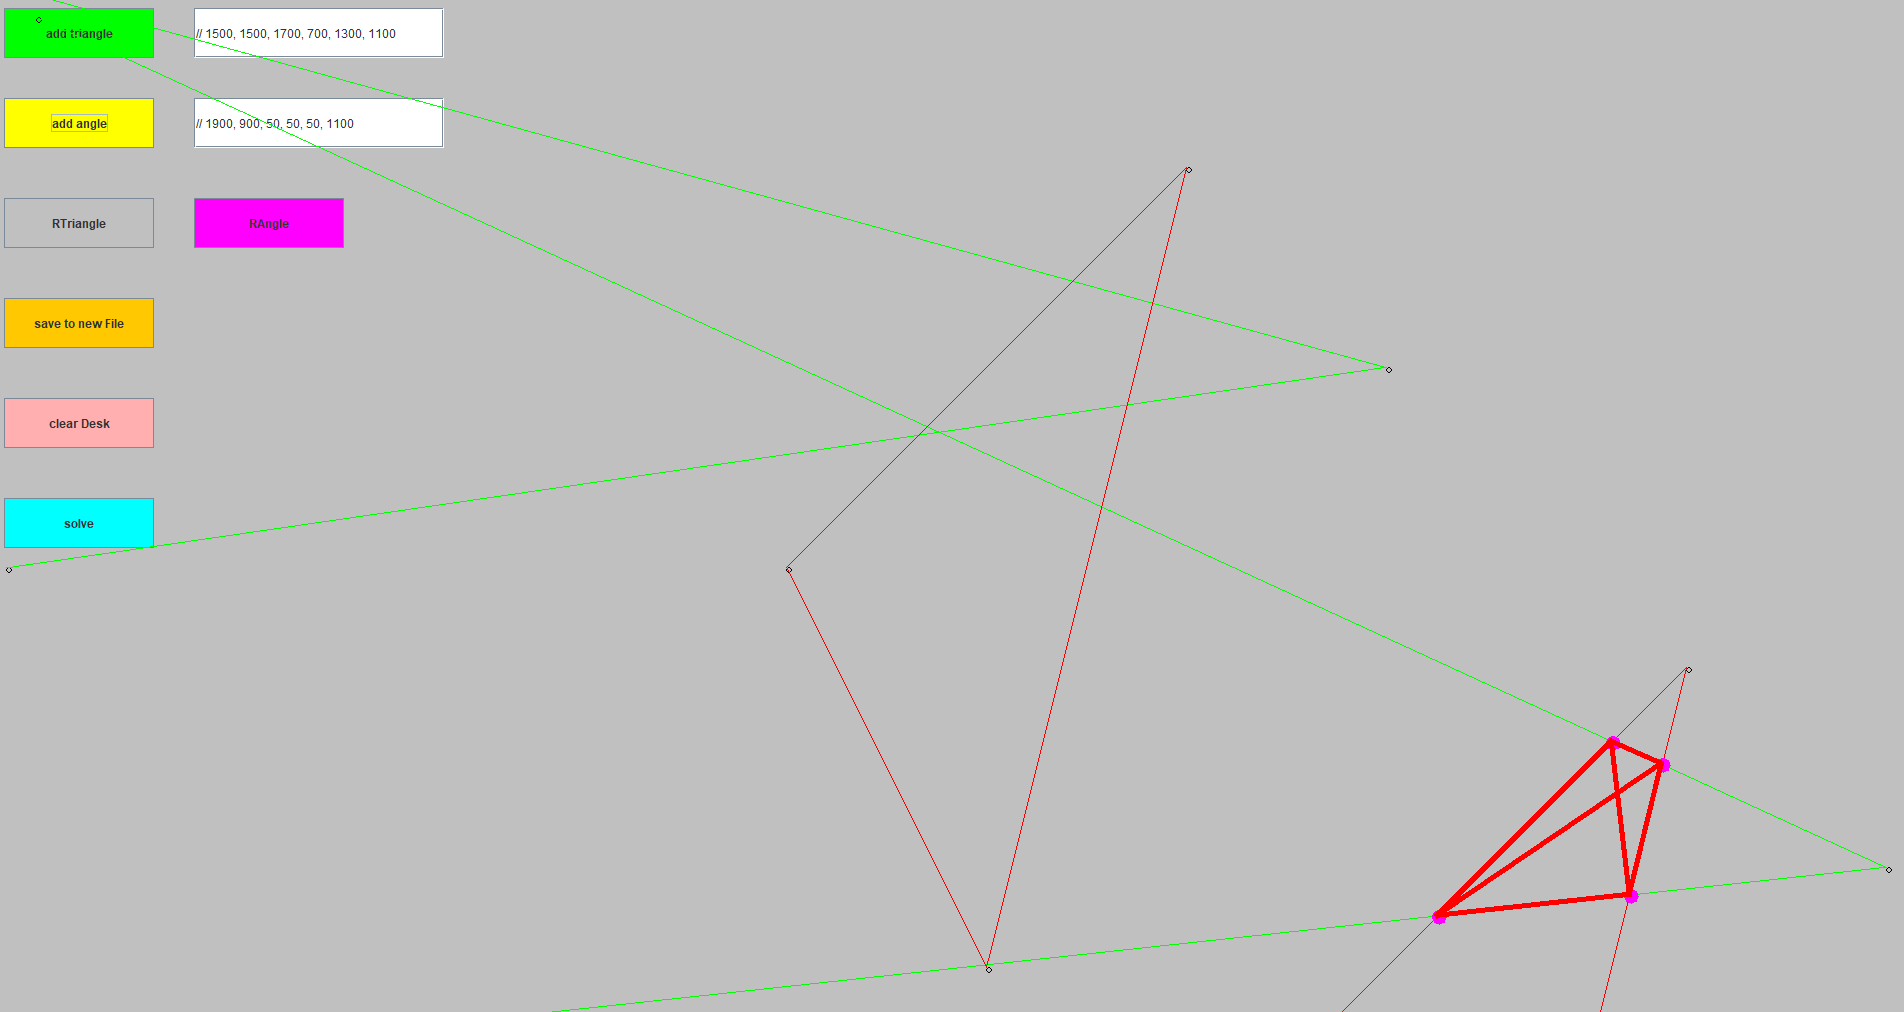 add triangle
// 1500, 1500, 1700, 700, 1300, 1100
add angle
// 1900, 900, 50, 50, 50, 1100
RTriangle
RAngle
save to new File
clear Desk
solve